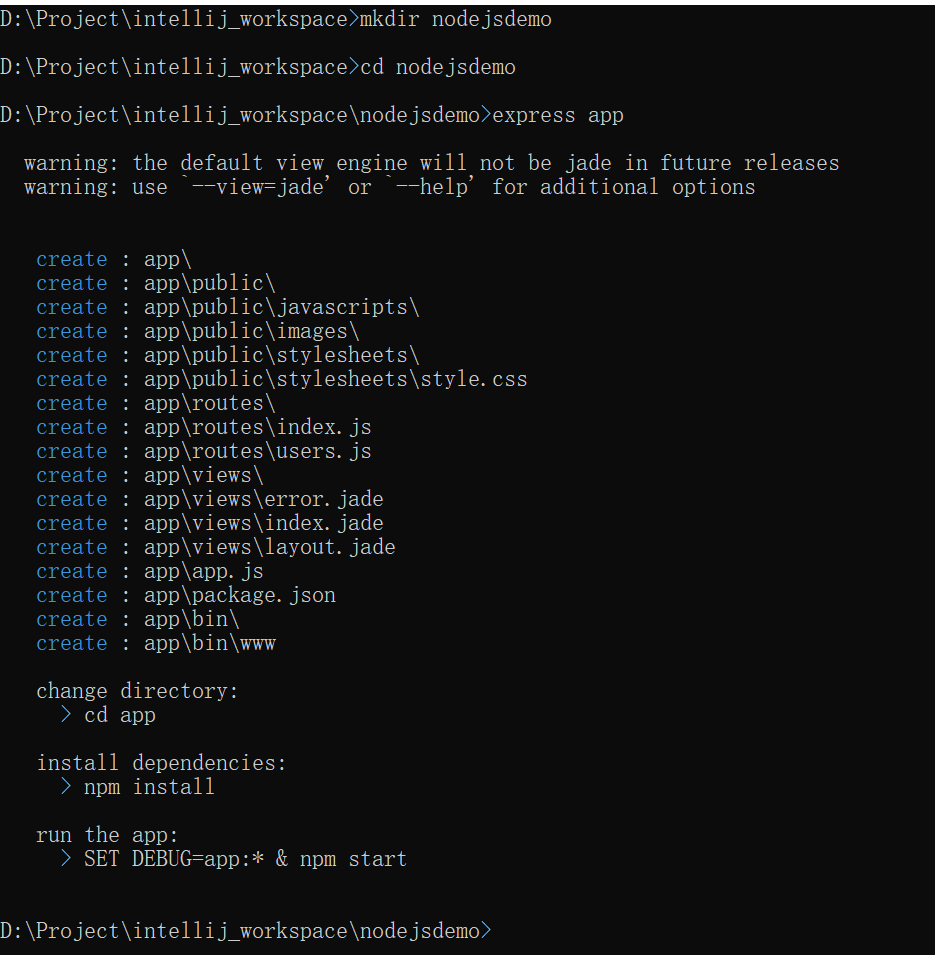 D:\Project\intellij_workspace>mkdir nodejsdemo
D:\Project\intellij_workspace>cd nodejsdemo
D:\Project\intellij_workspace\nodejsdemo>express app
warning: the default view engine will not be jade in future releases
warning: use `--view=jade' or `--help' for additional options
create : app\
create : app\public\
create : app\public\javascripts\
create : app\public\images\
create : app\public\stylesheets\
create : app\public\stylesheets\style.css
create : app\routes\
create : app\routes\index.js
create : app\routes\users.js
create : app\views\
create : app\views\error.jade
create : app\views\index.jade
create : app\views\layout.jade
create : app\app.js
create : app\package.json
create : app\bin\
create : app\bin\www
change directory:
> cd app
install dependencies:
> npm install
run the app:
> SET DEBUG=app:* & npm start
D:\Project\intellij_workspace\nodejsdemo>